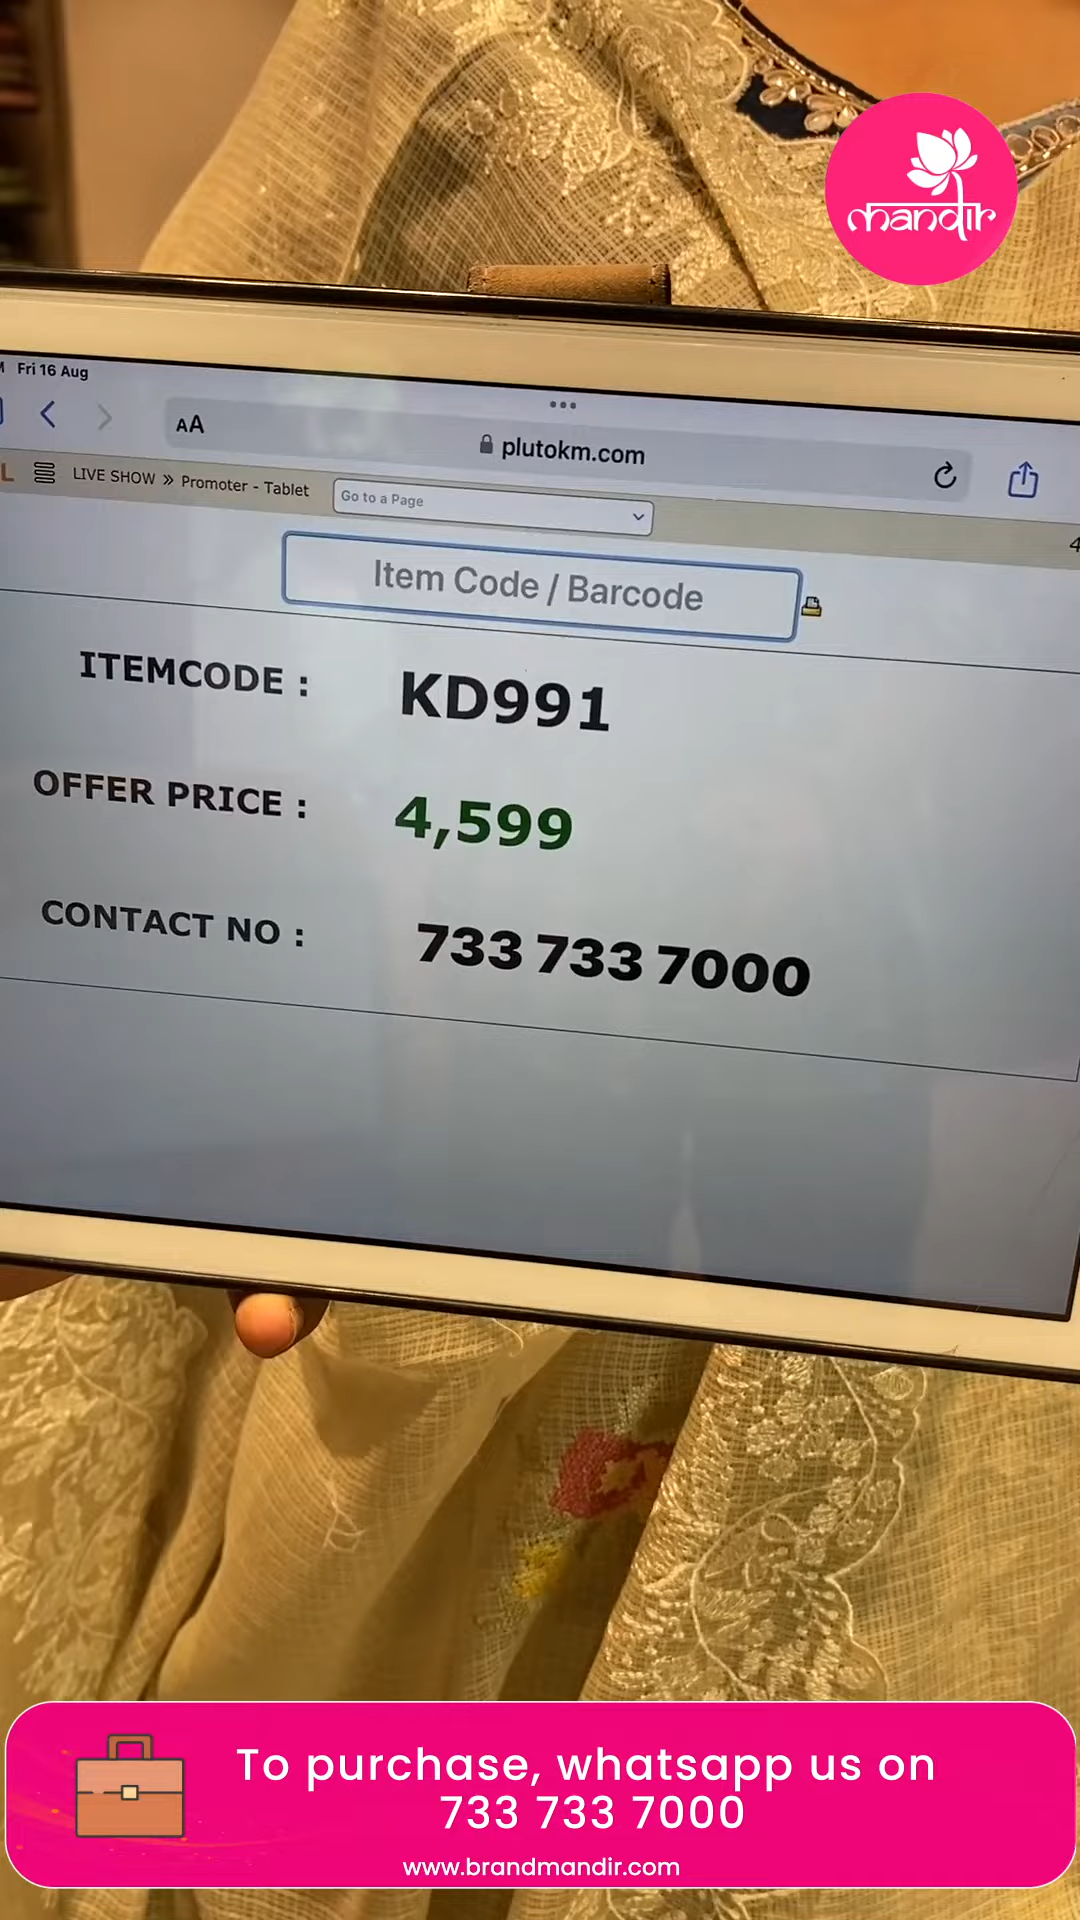 mandir
Fri 16 Aug
AA
plutokm.com
L LIVE SHOW » Promoter - Tablet Go to a Page
4
Item Code / Barcode
ITEMCODE : KD991
OFFER PRICE : 4,599
CONTACT NO : 733 733 7000
To purchase, whatsapp us on
733 733 7000
www.brandmandir.com